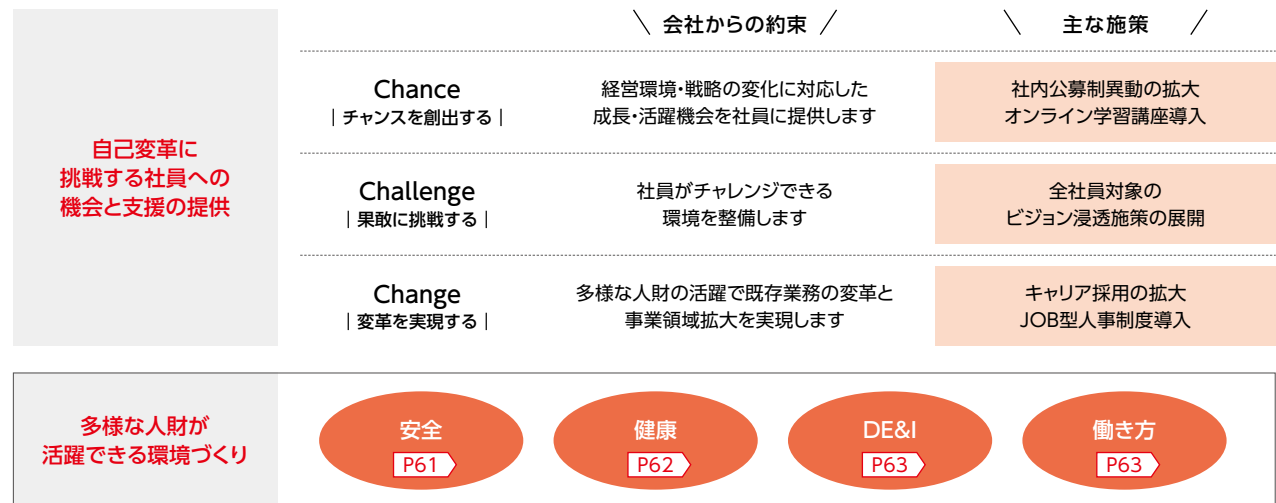 会社からの約束
主な施策
自己変革に
挑戦する社員への
機会と支援の提供
Chance
|チャンスを創出する|
経営環境・戦略の変化に対応した
成長・活躍機会を社員に提供します
社内公募制異動の拡大
オンライン学習講座導入
Challenge
|果敢に挑戦する|
社員がチャレンジできる
環境を整備します
全社員対象の
ビジョン浸透施策の展開
Change
|変革を実現する|
多様な人財の活躍で既存業務の変革と
事業領域拡大を実現します
キャリア採用の拡大
JOB型人事制度導入
多様な人財が
活躍できる環境づくり
安全
P61
健康
P62
DE&I
P63
働き方
P63